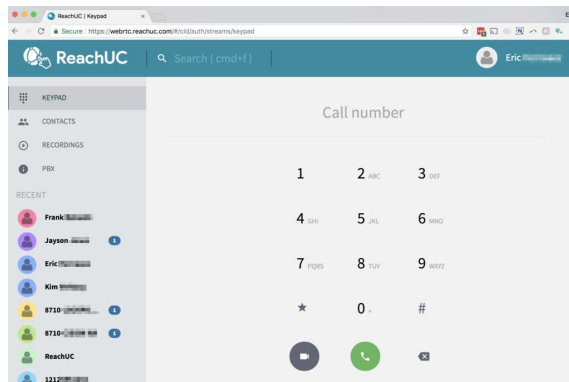 ReachUC | Keypad
Secure https://webrtc.reachuc.com/#/cid/auth/streams/keypad
ReachUC
Search ( cmd+f )
Eric
KEYPAD
CONTACTS
RECORDINGS
PBX
RECENT
Frank
Jayson 1
Eric
Kim
8710 1
8710 1
ReachUC
1212
Call number
1 2 ABC 3 DEF
4 GHI 5 JKL 6 MNO
7 PQRS 8 TUV 9 WXYZ
★ 0 #